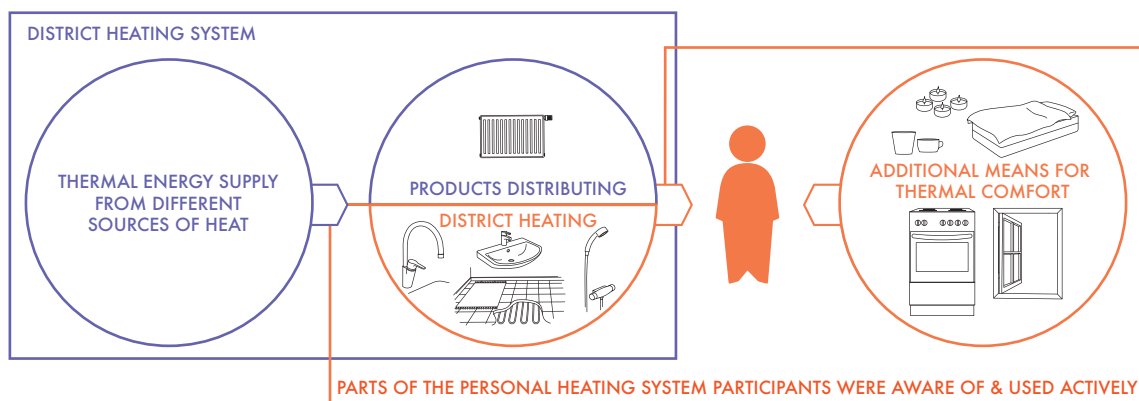 DISTRICT HEATING SYSTEM
THERMAL ENERGY SUPPLY
FROM DIFFERENT
SOURCES OF HEAT
PRODUCTS DISTRIBUTING
DISTRICT HEATING
ADDITIONAL MEANS FOR
THERMAL COMFORT
PARTS OF THE PERSONAL HEATING SYSTEM PARTICIPANTS WERE AWARE OF & USED ACTIVELY